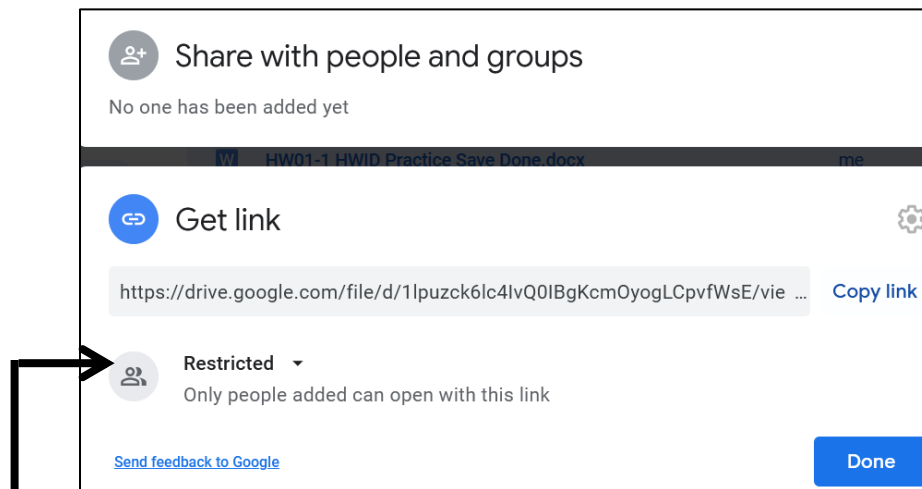 Share with people and groups
No one has been added yet
W HW01-1 HWID Practice Save Done.docx me
Get link
https://drive.google.com/file/d/1lpuzck6lc4IvQ0IBgKcmOyogLCpvfWsE/vie ... Copy link
Restricted
Only people added can open with this link
Send feedback to Google Done